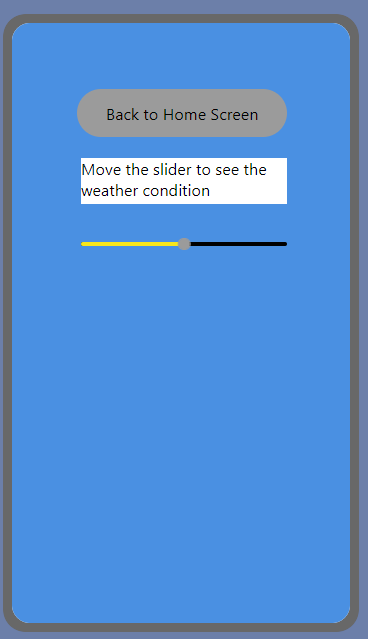 Back to Home Screen
Move the slider to see the
weather condition